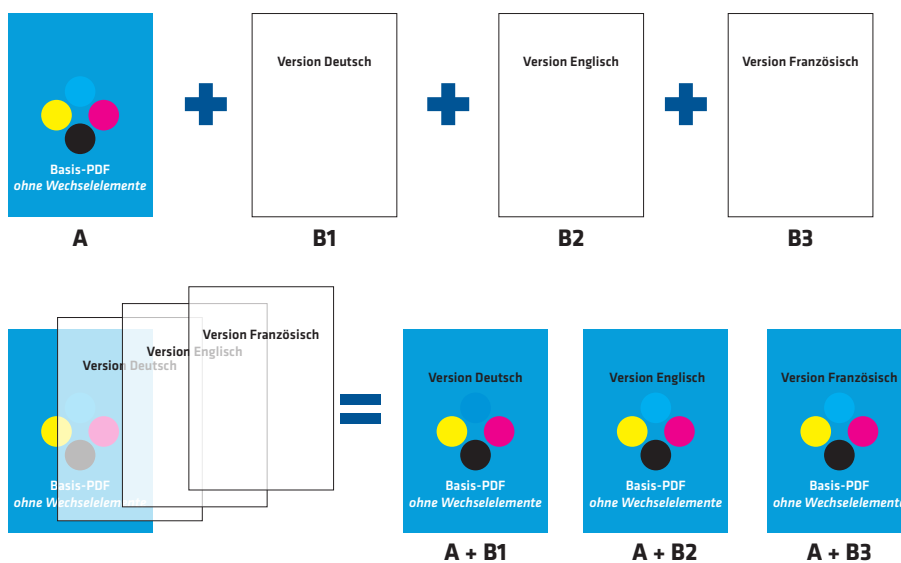 Version Deutsch
Version Englisch
Version Französisch
Basis-PDF
ohne Wechselelemente
A
B1
B2
B3
Version Französisch
Version Englisch
Version Deutsch
Basis-PDF
ohne Wechselelemente
Version Deutsch
Version Englisch
Version Französisch
Basis-PDF
ohne Wechselelemente
Basis-PDF
ohne Wechselelemente
Basis-PDF
ohne Wechselelemente
A + B1
A + B2
A + B3